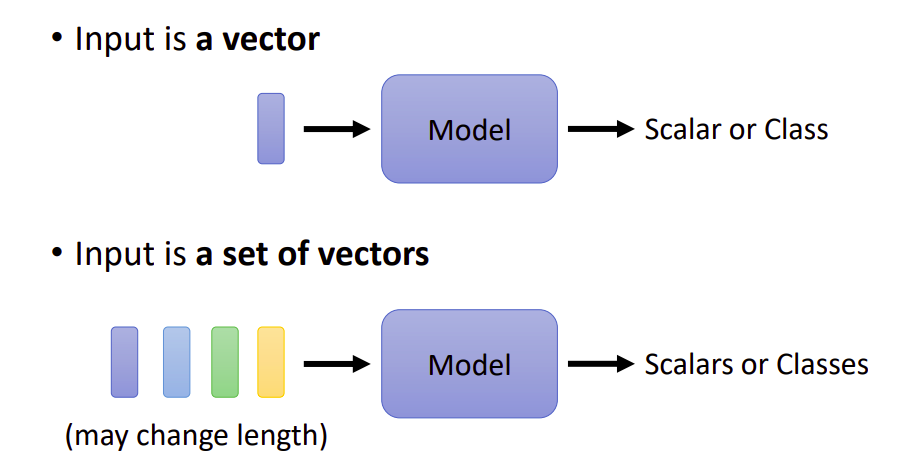 • Input is a vector
Model
Scalar or Class
• Input is a set of vectors
Model
Scalars or Classes
(may change length)